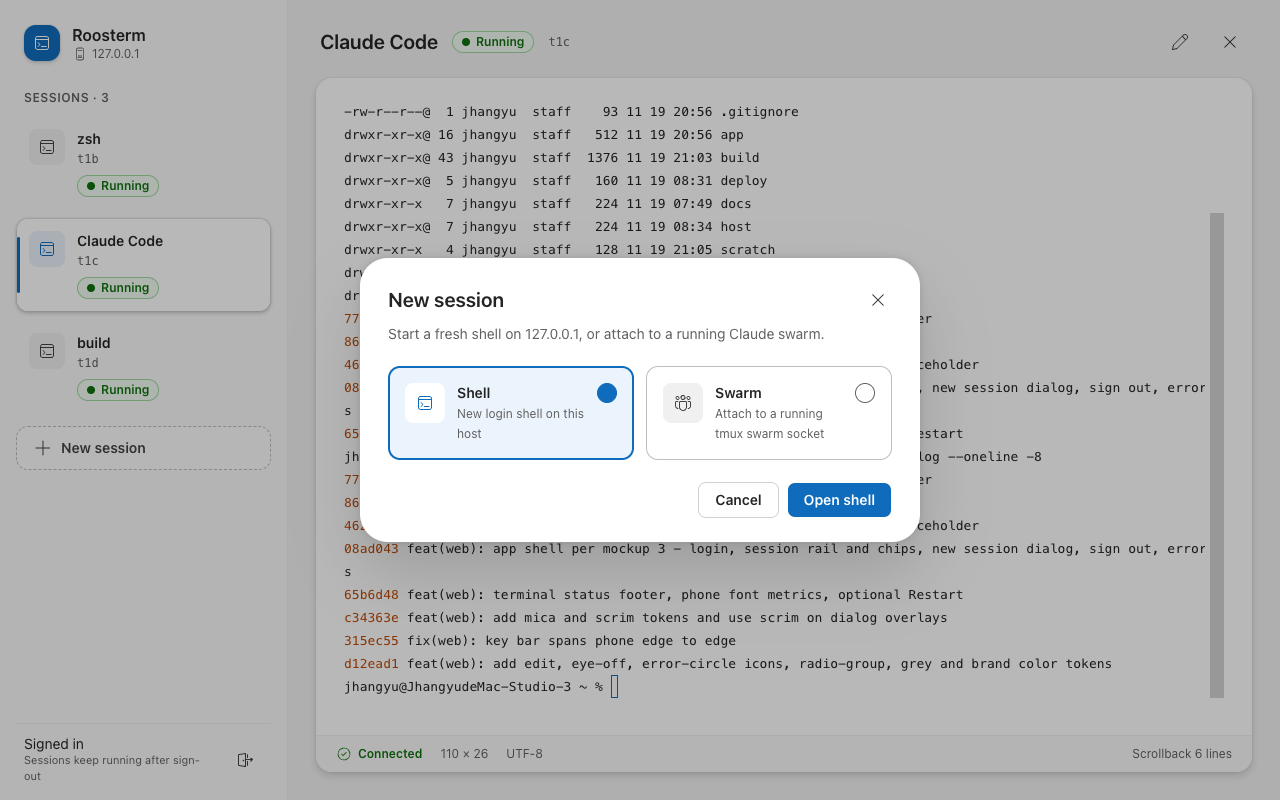 Roosterm
127.0.0.1
SESSIONS · 3
zsh
t1b
Running
Claude Code
t1c
Running
build
t1d
Running
New session
Signed in
Sessions keep running after sign-
out
Claude Code
Running
t1c
-rw-r--r--@  1 jhangyu  staff    93 11 19 20:56 .gitignore
drwxr-xr-x@ 16 jhangyu  staff   512 11 19 20:56 app
drwxr-xr-x@ 43 jhangyu  staff  1376 11 19 21:03 build
drwxr-xr-x@  5 jhangyu  staff   160 11 19 08:31 deploy
drwxr-xr-x   7 jhangyu  staff   224 11 19 07:49 docs
drwxr-xr-x@  7 jhangyu  staff   224 11 19 08:34 host
drwxr-xr-x   4 jhangyu  staff   128 11 19 21:05 scratch
New session
Start a fresh shell on 127.0.0.1, or attach to a running Claude swarm.
Shell
New login shell on this
host
Swarm
Attach to a running
tmux swarm socket
Cancel
Open shell
, new session dialog, sign out, error
s
log --oneline -8
08ad043 feat(web): app shell per mockup 3 — login, session rail and chips, new session dialog, sign out, error
s
65b6d48 feat(web): terminal status footer, phone font metrics, optional Restart
c34363e feat(web): add mica and scrim tokens and use scrim on dialog overlays
315ec55 fix(web): key bar spans phone edge to edge
d12ead1 feat(web): add edit, eye-off, error-circle icons, radio-group, grey and brand color tokens
jhangyu@JhangyudeMac-Studio-3 ~ %
Connected
110 × 26
UTF-8
Scrollback 6 lines